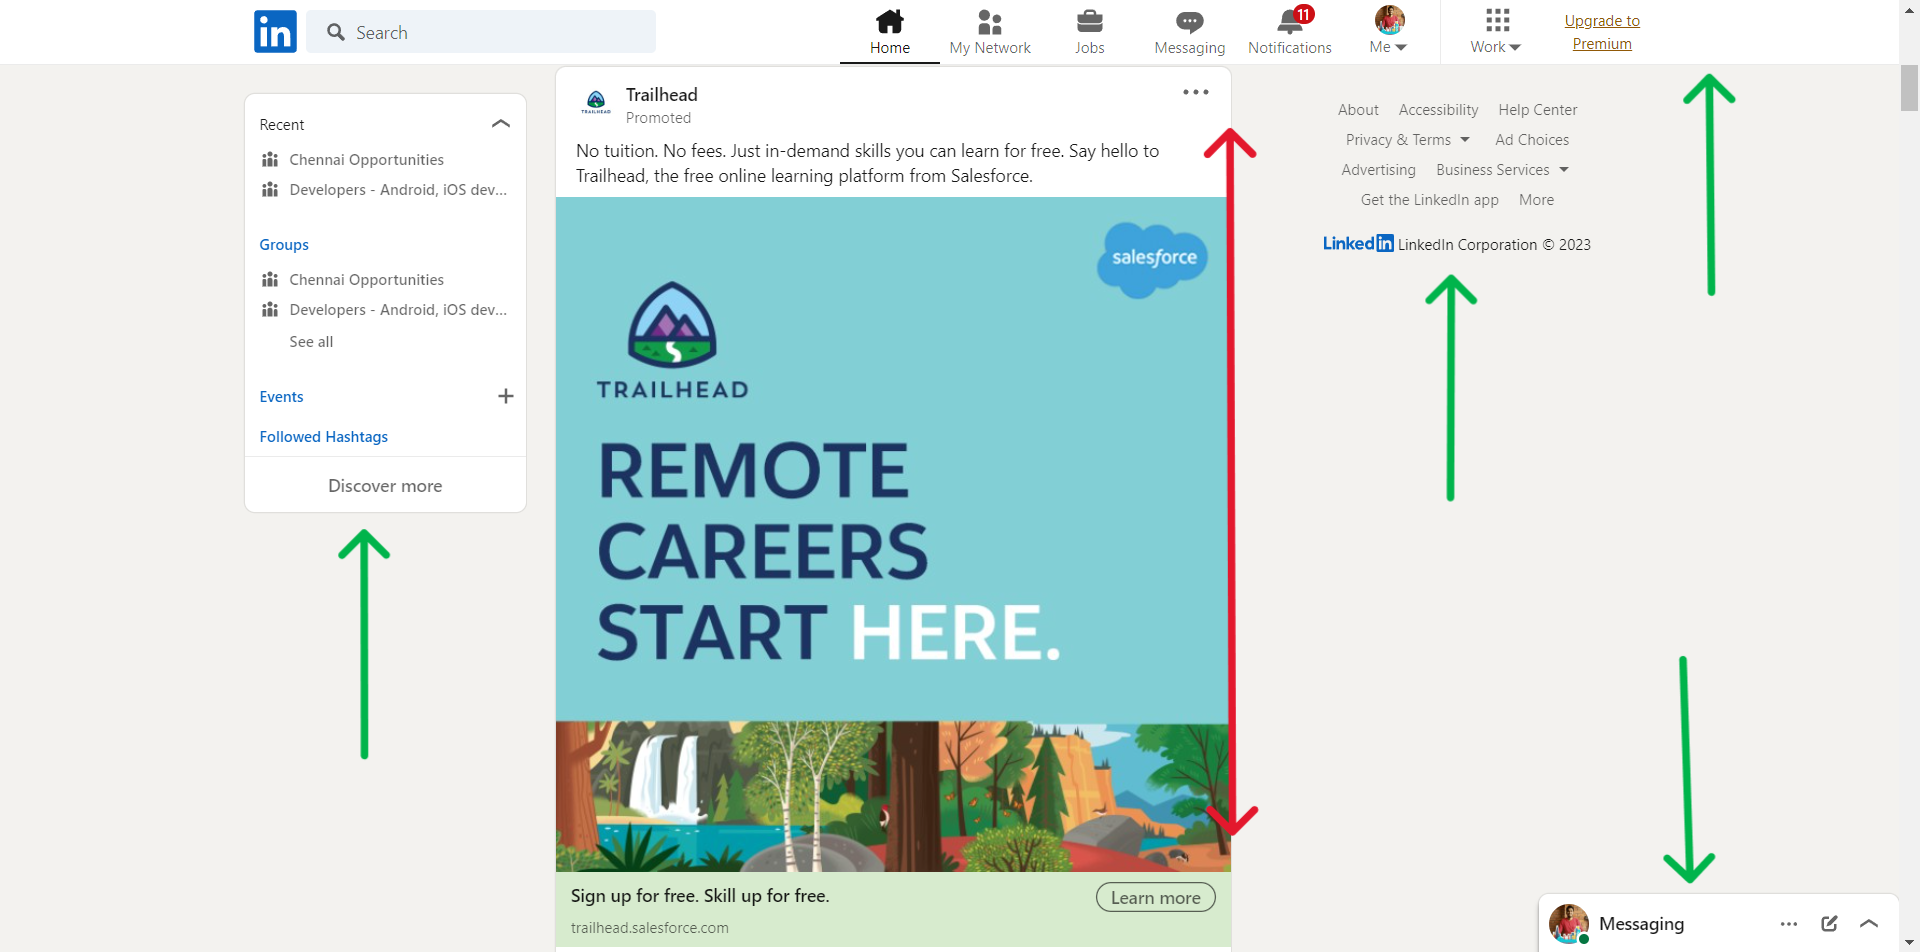 in
Search
Home
My Network
Jobs
Messaging
11
Notifications
Me
Work
Upgrade to
Premium
Recent
Chennai Opportunities
Developers - Android, iOS dev...
Groups
Chennai Opportunities
Developers - Android, iOS dev...
See all
Events
Followed Hashtags
Discover more
TRAILHEAD
Trailhead
Promoted
No tuition. No fees. Just in-demand skills you can learn for free. Say hello to
Trailhead, the free online learning platform from Salesforce.
salesforce
TRAILHEAD
REMOTE
CAREERS
START HERE.
Sign up for free. Skill up for free.
trailhead.salesforce.com
Learn more
About Accessibility Help Center
Privacy & Terms Ad Choices
Advertising Business Services
Get the LinkedIn app More
LinkedIn LinkedIn Corporation © 2023
Messaging